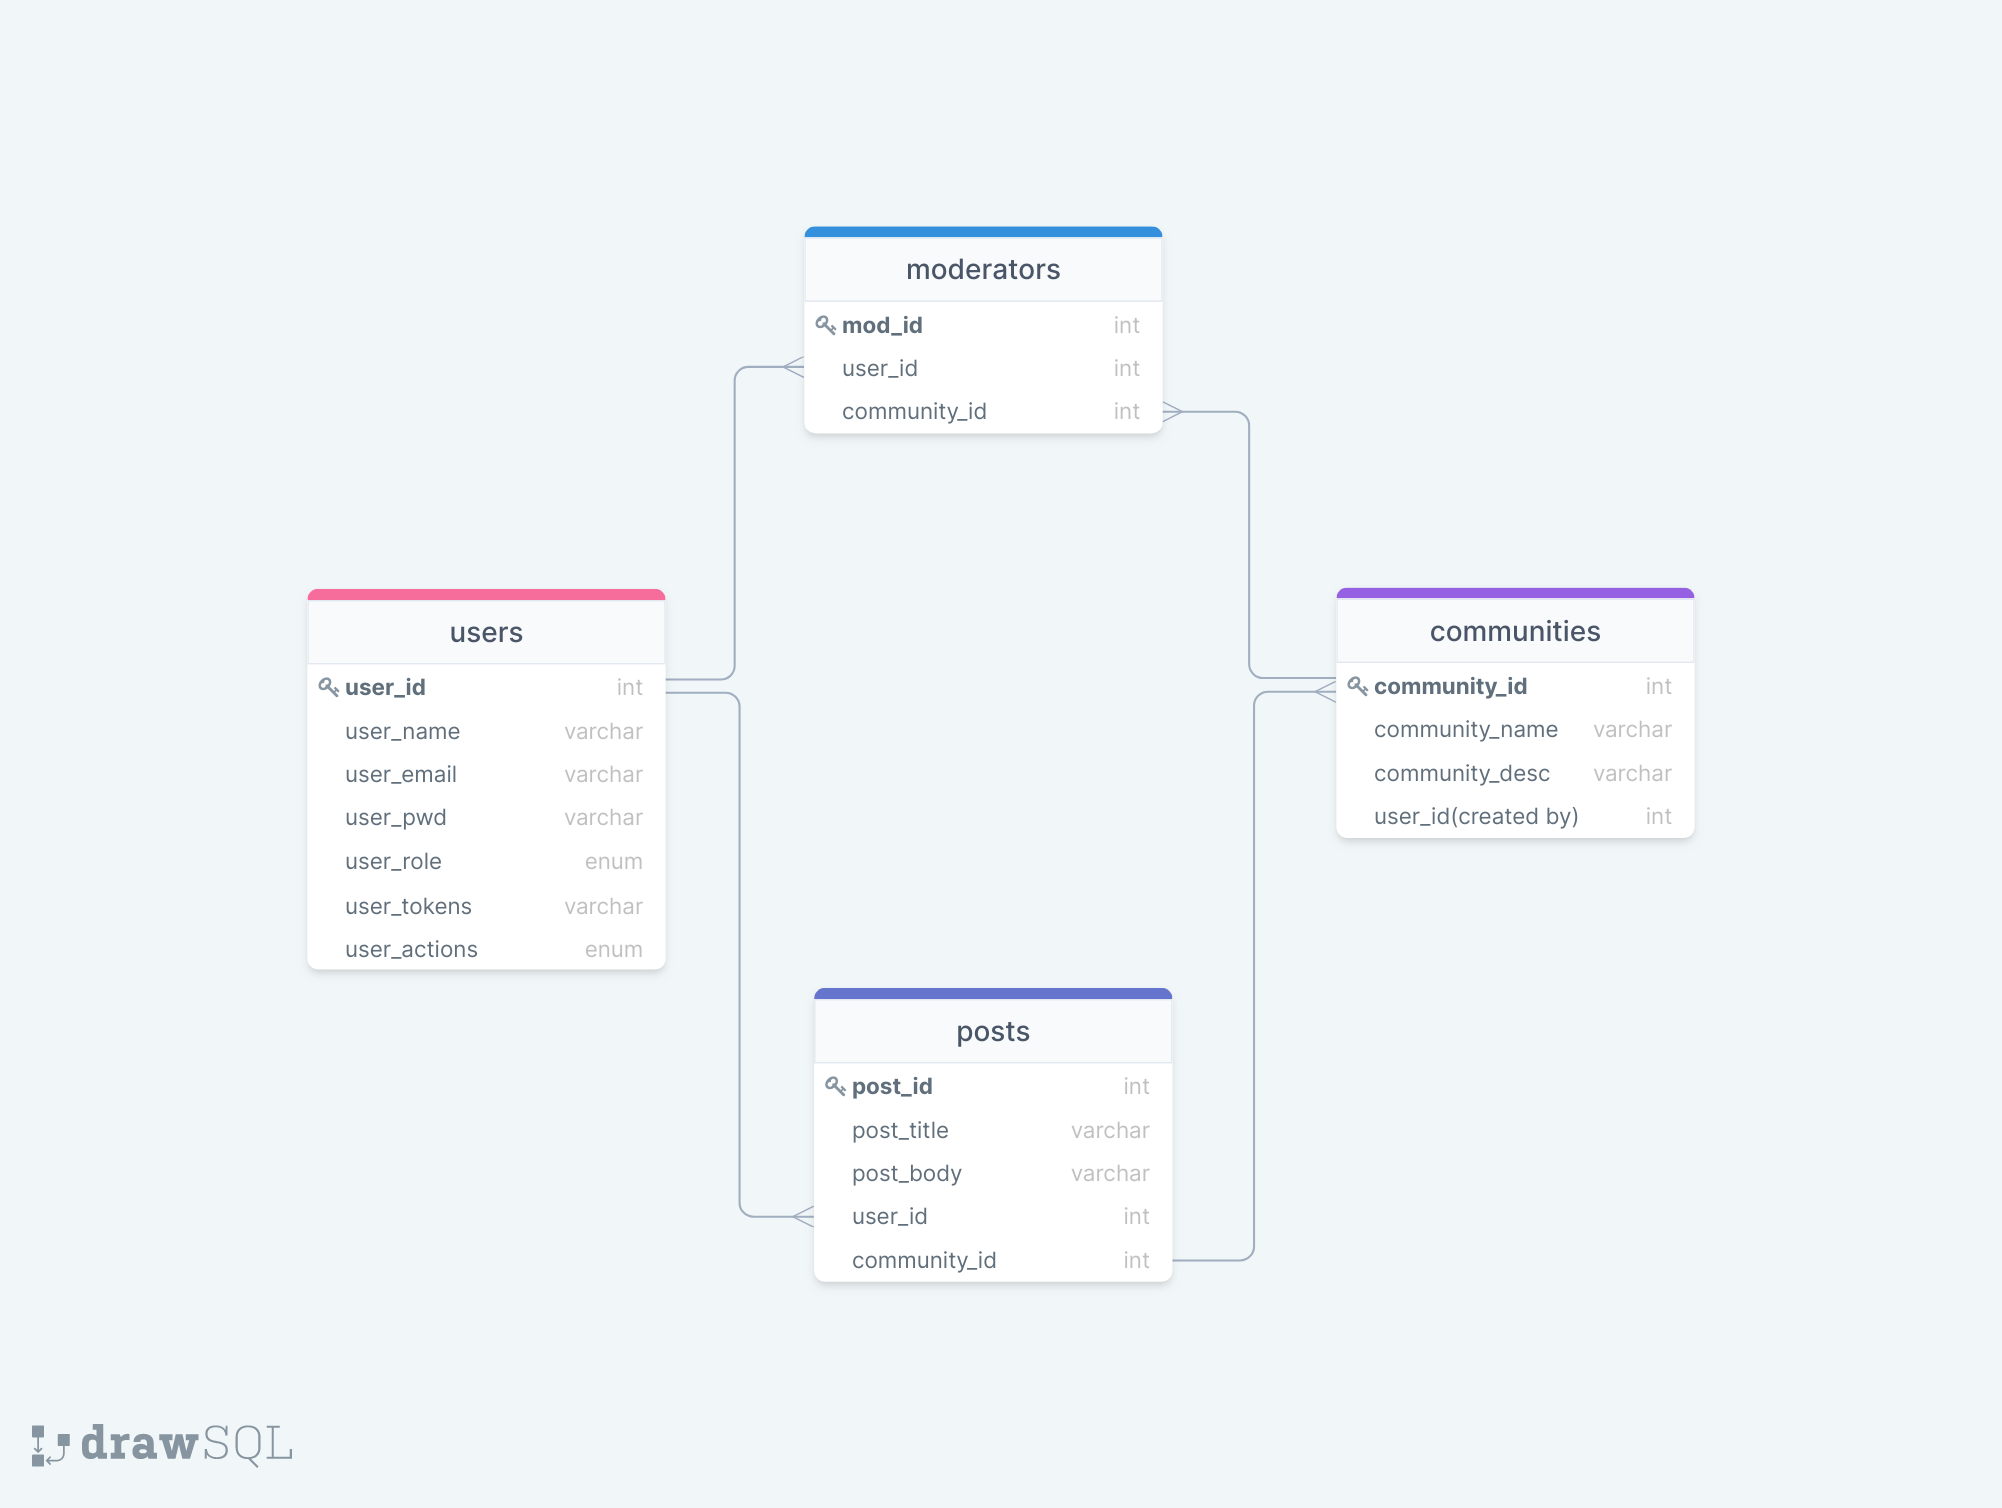 moderators
mod_id int
user_id int
community_id int
users
user_id int
user_name varchar
user_email varchar
user_pwd varchar
user_role enum
user_tokens varchar
user_actions enum
communities
community_id int
community_name varchar
community_desc varchar
user_id(created by) int
posts
post_id int
post_title varchar
post_body varchar
user_id int
community_id int
drawSQL